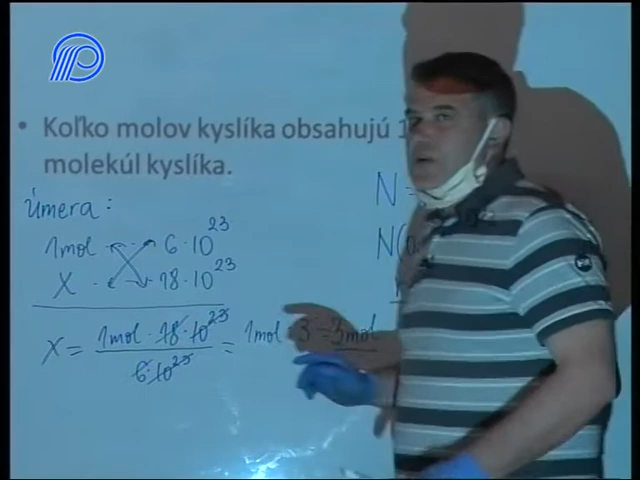 • Koľko molov kyslíka obsahujú 1
molekúl kyslíka.
Úmera:
1mol 6·10²³
x 18·10²³
x = 1mol·18·10²³ / 6·10²³ = 1mol·3 = 3mol
N =
N(